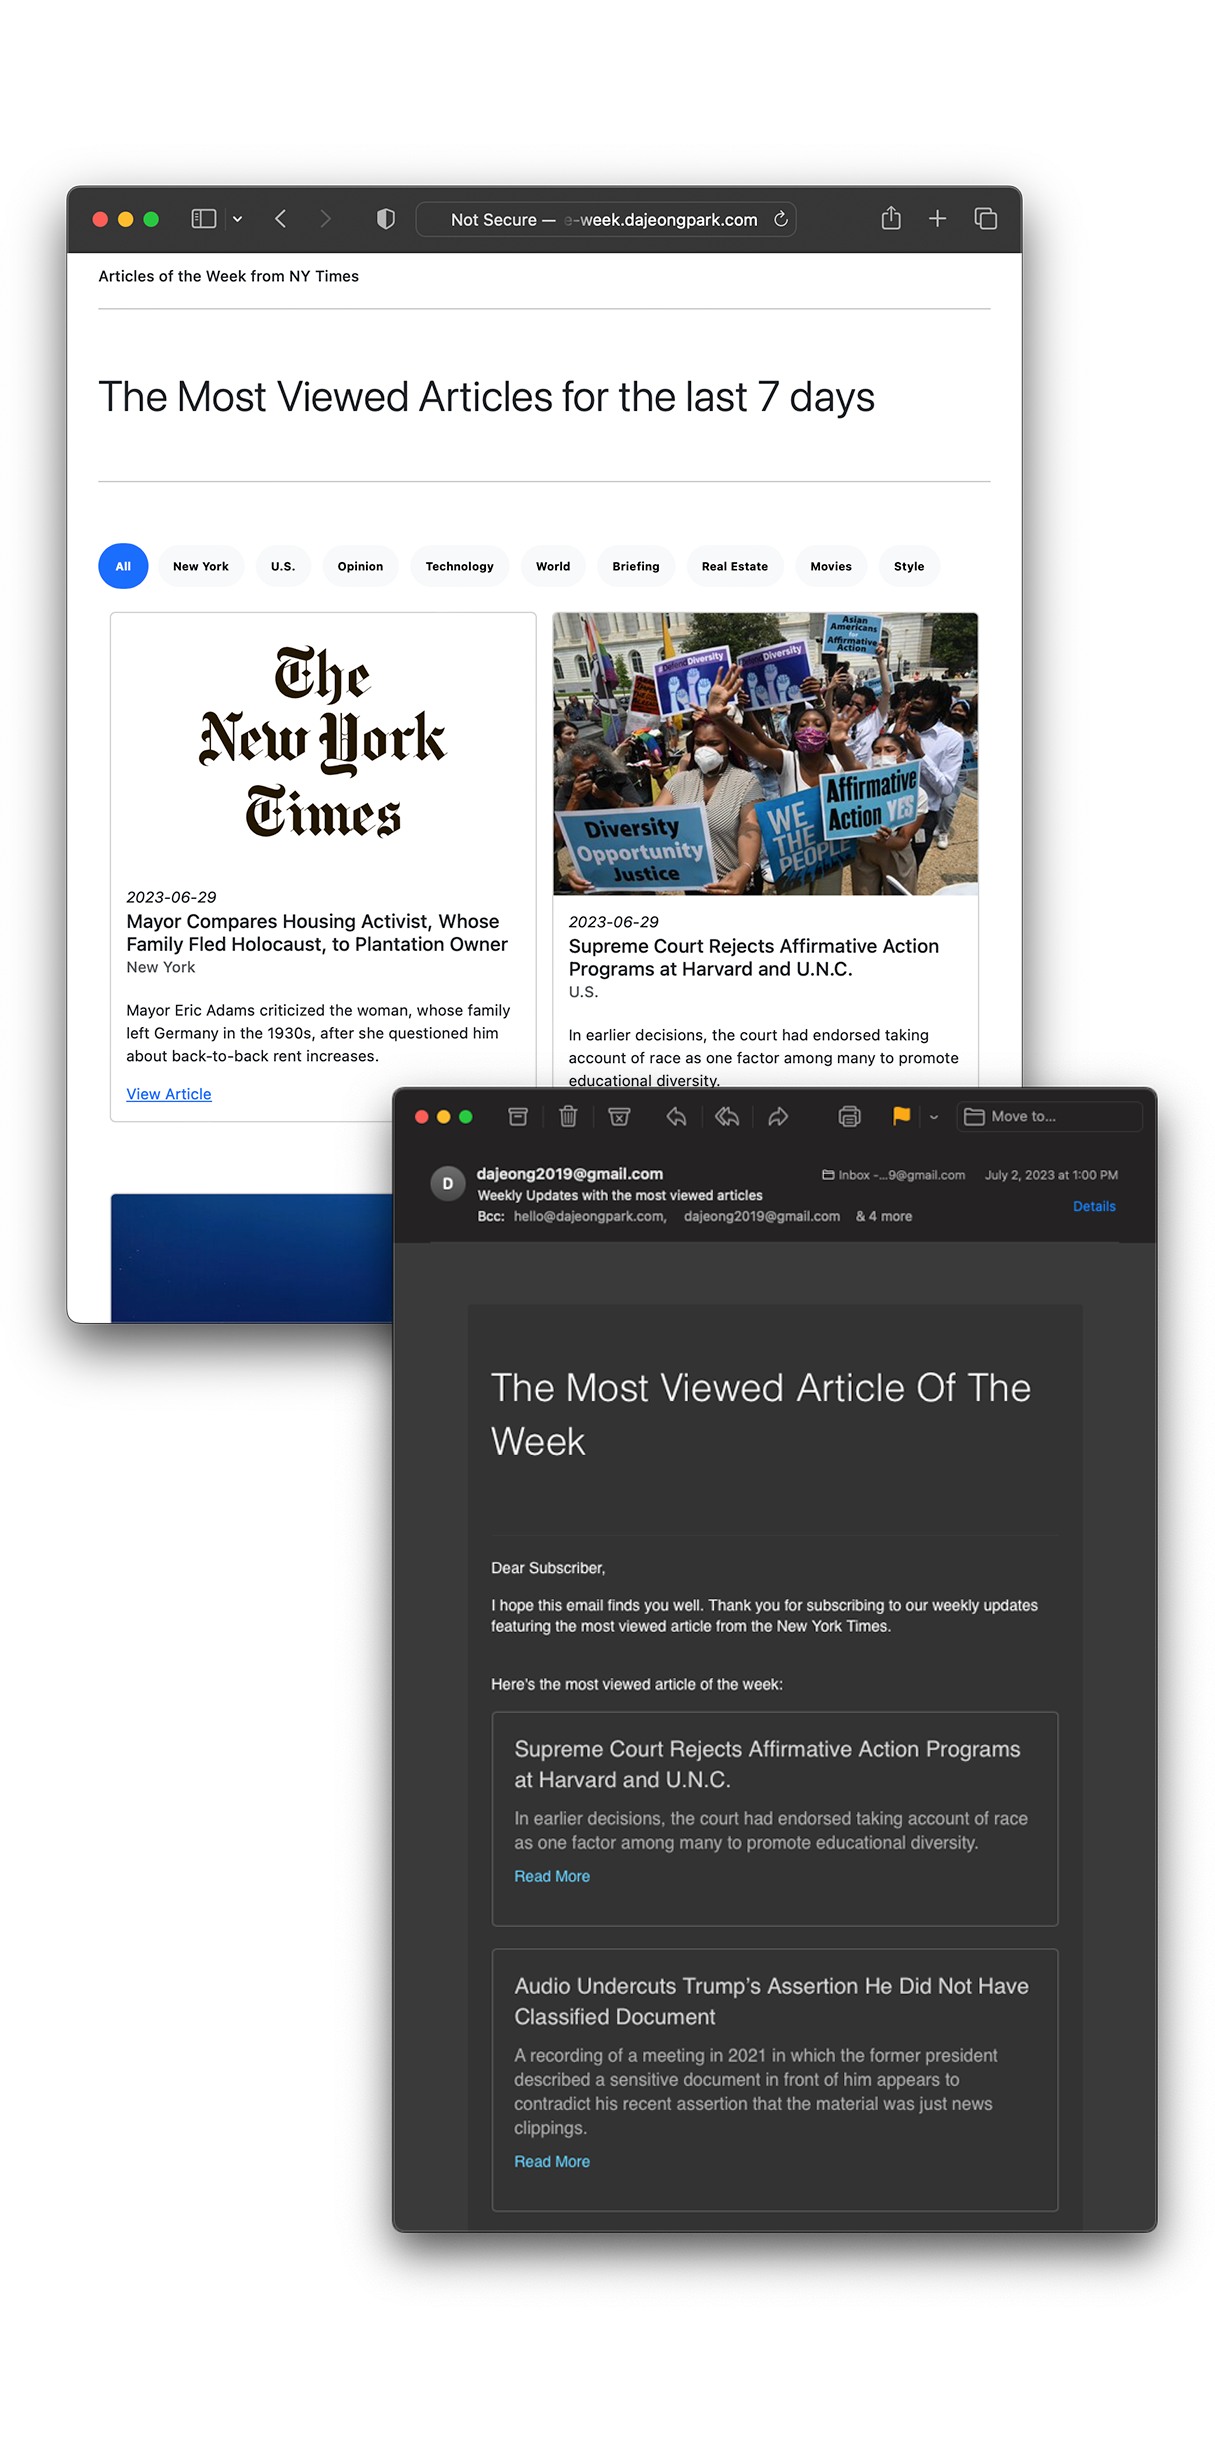 Not Secure — e-week.dajeongpark.com
Articles of the Week from NY Times
The Most Viewed Articles for the last 7 days
All New York U.S. Opinion Technology World Briefing Real Estate Movies Style
The
New York
Times
2023-06-29
Mayor Compares Housing Activist, Whose
Family Fled Holocaust, to Plantation Owner
New York
Mayor Eric Adams criticized the woman, whose family
left Germany in the 1930s, after she questioned him
about back-to-back rent increases.
View Article
Asian
Americans
for
Affirmative
Action
Defend Diversity
Defend Diversity
Affirmative
Action YES
WE
THE
PEOPLE
Diversity
Opportunity
Justice
2023-06-29
Supreme Court Rejects Affirmative Action
Programs at Harvard and U.N.C.
U.S.
In earlier decisions, the court had endorsed taking
account of race as one factor among many to promote
educational diversity.
Move to...
D
dajeong2019@gmail.com
Inbox -...9@gmail.com July 2, 2023 at 1:00 PM
Weekly Updates with the most viewed articles
Details
Bcc: hello@dajeongpark.com, dajeong2019@gmail.com & 4 more
The Most Viewed Article Of The
Week
Dear Subscriber,
I hope this email finds you well. Thank you for subscribing to our weekly updates
featuring the most viewed article from the New York Times.
Here's the most viewed article of the week:
Supreme Court Rejects Affirmative Action Programs
at Harvard and U.N.C.
In earlier decisions, the court had endorsed taking account of race
as one factor among many to promote educational diversity.
Read More
Audio Undercuts Trump’s Assertion He Did Not Have
Classified Document
A recording of a meeting in 2021 in which the former president
described a sensitive document in front of him appears to
contradict his recent assertion that the material was just news
clippings.
Read More